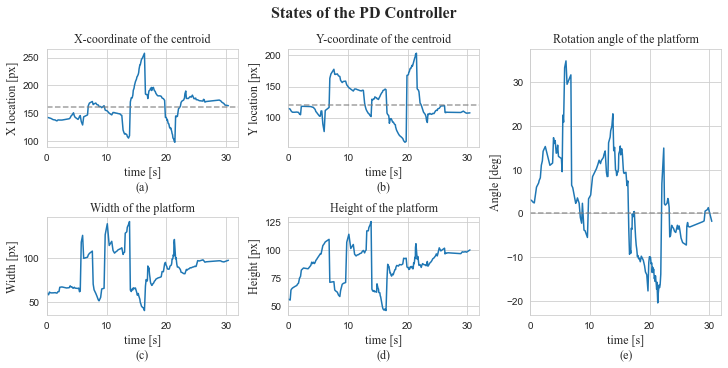 States of the PD Controller
X-coordinate of the centroid
X location [px]
250
200
150
100
0
10
20
30
time [s]
(a)
Y-coordinate of the centroid
Y location [px]
200
150
100
0
10
20
30
time [s]
(b)
Width of the platform
Width [px]
100
50
0
10
20
30
time [s]
(c)
Height of the platform
Height [px]
125
100
75
50
0
10
20
30
time [s]
(d)
Rotation angle of the platform
Angle [deg]
30
20
10
0
−10
−20
0
10
20
30
time [s]
(e)